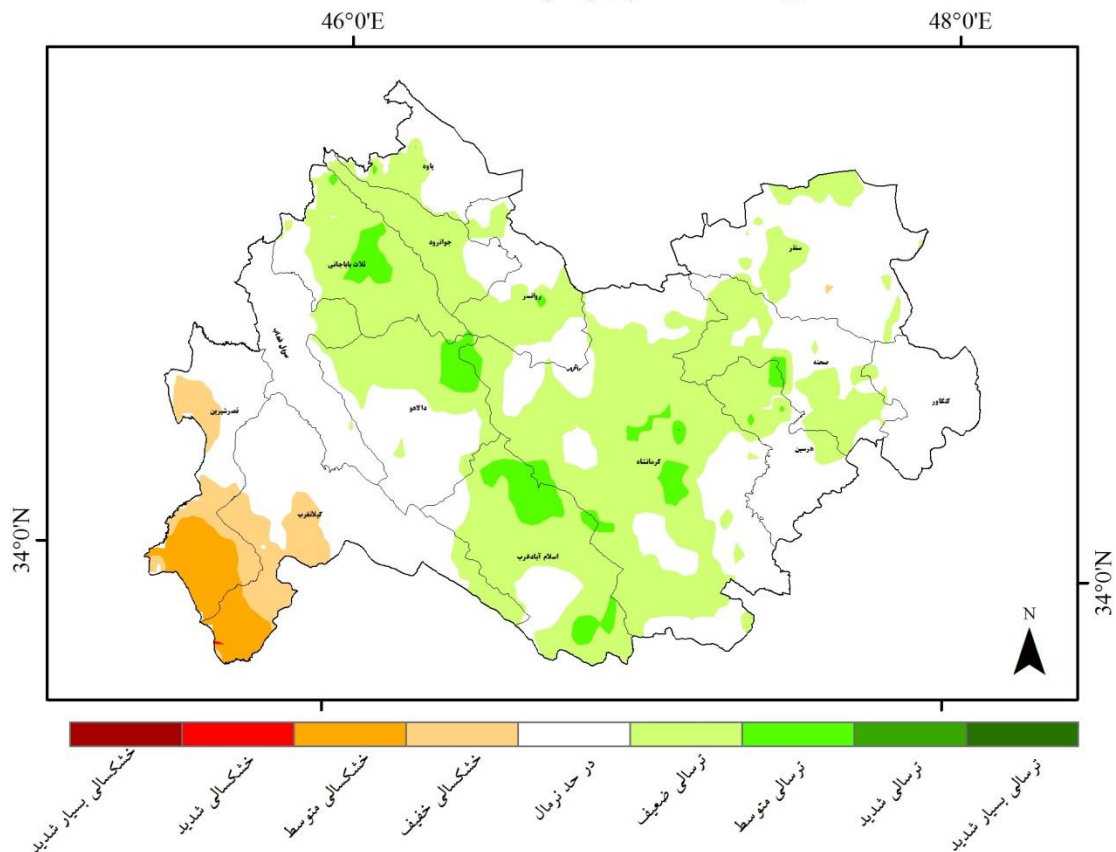 46°0'E
48°0'E
پاوه
جوانرود
ثلاث باباجانی
روانسر
سنقر
صحنه
کنگاور
سرپل ذهاب
دالاهو
قصرشیرین
کرمانشاه
هرسین
گیلانغرب
اسلام آبادغرب
34°0'N
34°0'N
N
خشکسالی بسیار شدید
خشکسالی شدید
خشکسالی متوسط
خشکسالی خفیف
در حد نرمال
ترسالی ضعیف
ترسالی متوسط
ترسالی شدید
ترسالی بسیار شدید